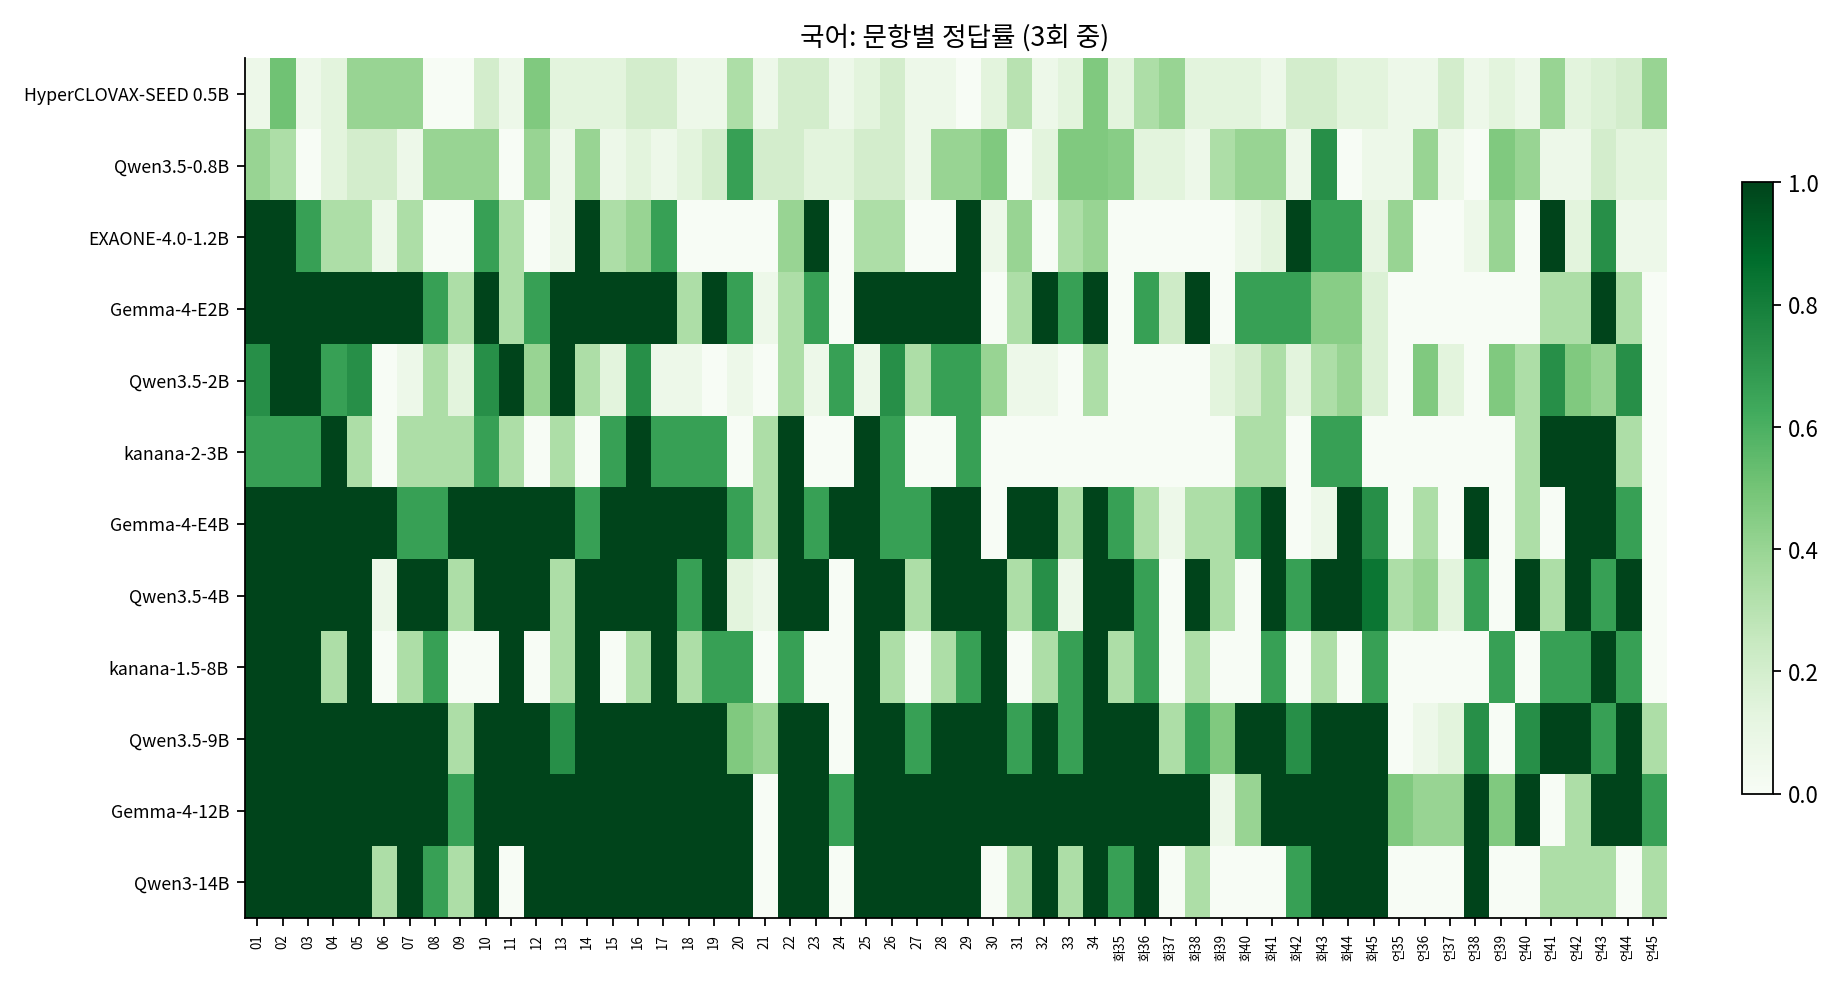 국어: 문항별 정답률 (3회 중)
HyperCLOVAX-SEED 0.5B
Qwen3.5-0.8B
EXAONE-4.0-1.2B
Gemma-4-E2B
Qwen3.5-2B
kanana-2-3B
Gemma-4-E4B
Qwen3.5-4B
kanana-1.5-8B
Qwen3.5-9B
Gemma-4-12B
Qwen3-14B
01 02 03 04 05 06 07 08 09 10 11 12 13 14 15 16 17 18 19 20 21 22 23 24 25 26 27 28 29 30 31 32 33 34 화35 화36 화37 화38 화39 화40 화41 화42 화43 화44 화45 언35 언36 언37 언38 언39 언40 언41 언42 언43 언44 언45
1.0
0.8
0.6
0.4
0.2
0.0